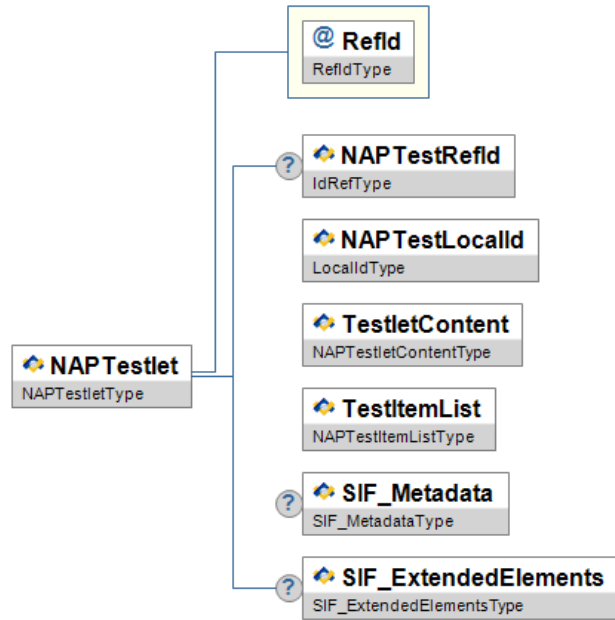 @ RefId
RefIdType
? NAPTestRefId
IdRefType
NAPTestLocalId
LocalIdType
TestletContent
NAPTestletContentType
NAPTestlet
NAPTestletType
TestItemList
NAPTestItemListType
? SIF_Metadata
SIF_MetadataType
? SIF_ExtendedElements
SIF_ExtendedElementsType